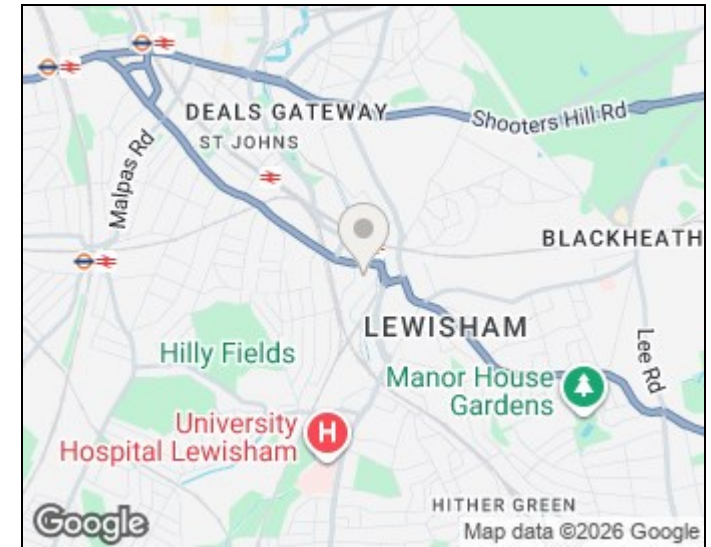 DEALS GATEWAY
Shooters Hill Rd
ST JOHNS
Malpas Rd
BLACKHEATH
LEWISHAM
Hilly Fields
Lee Rd
Manor House
Gardens
University
Hospital Lewisham
H
HITHER GREEN
Google
Map data ©2026 Google